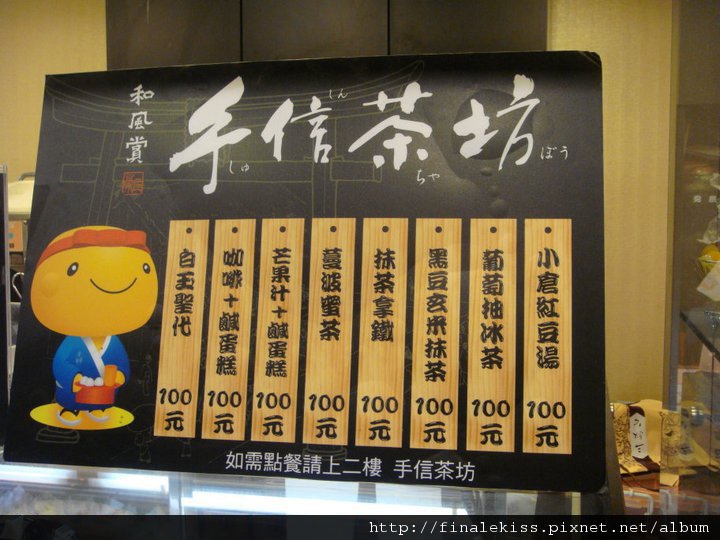 和風賞
手信茶坊
しゅ しん ちゃ ぼう
小倉紅豆湯 100元
葡萄抽冰茶 100元
黑豆玄米抹茶 100元
抹茶拿鐵 100元
蔓波蜜茶 100元
芒果汁+鹹蛋糕 100元
咖啡+鹹蛋糕 100元
白玉聖代 100元
如需點餐請上二樓 手信茶坊
http://finalekiss.pixnet.net/album